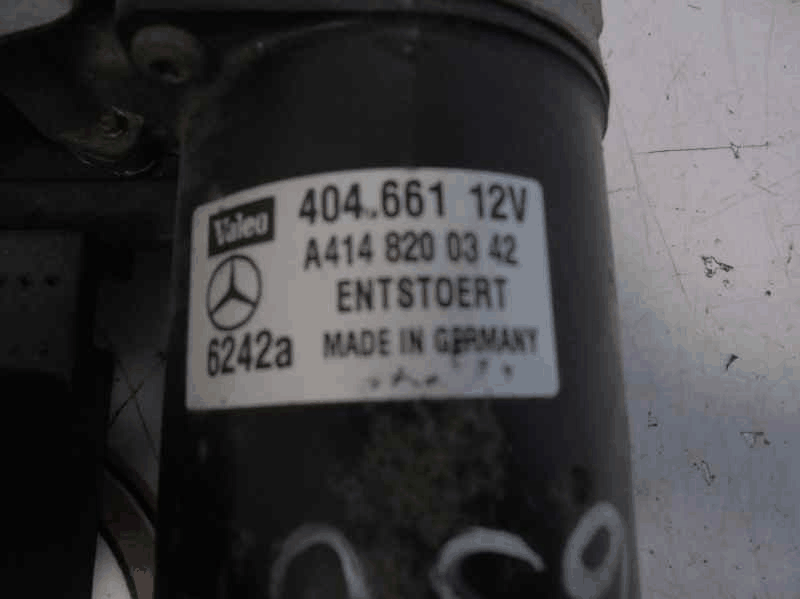 Valeo 404.661 12V
A414 820 03 42
ENTSTOERT
6242a MADE IN GERMANY